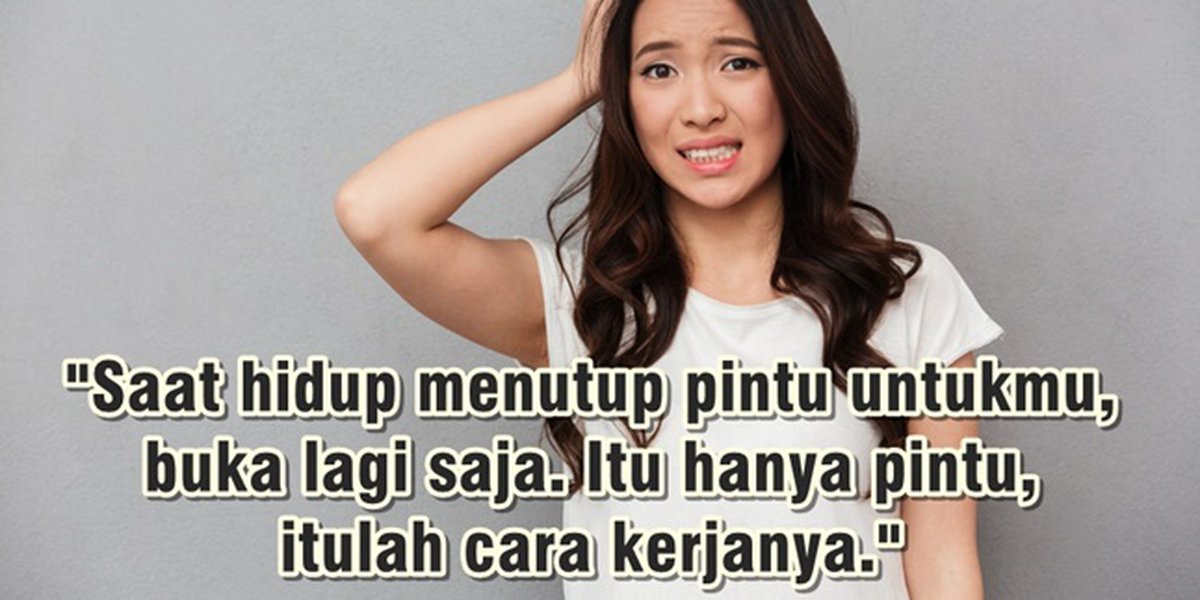 "Saat hidup menutup pintu untukmu,
buka lagi saja. Itu hanya pintu,
itulah cara kerjanya."